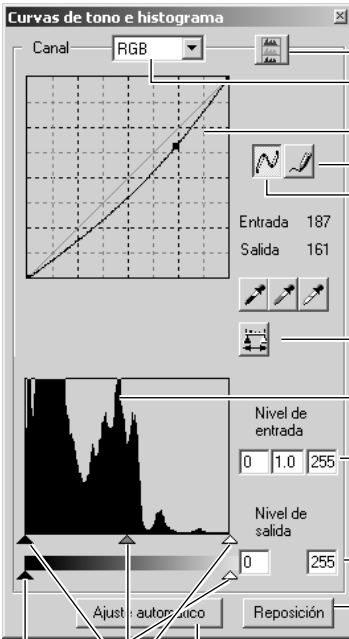 Curvas de tono e histograma
Canal RGB
Entrada 187
Salida 161
Nivel de
entrada
0 1.0 255
Nivel de
salida
0 255
Ajuste automático Reposición